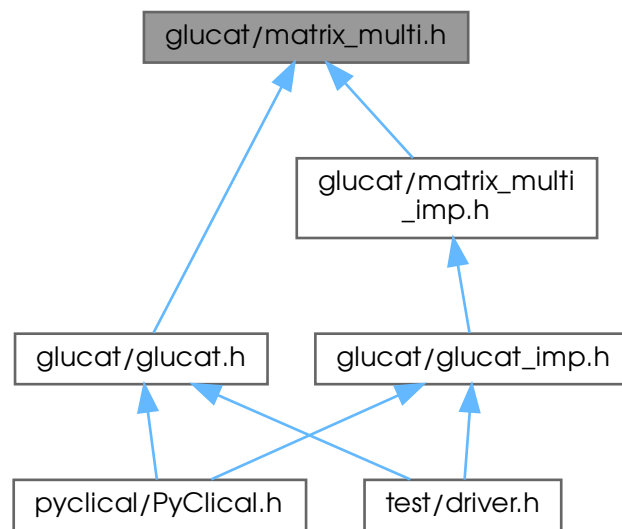 glucat/matrix_multi.h
glucat/matrix_multi
_imp.h
glucat/glucat.h
glucat/glucat_imp.h
pyclical/PyClical.h
test/driver.h